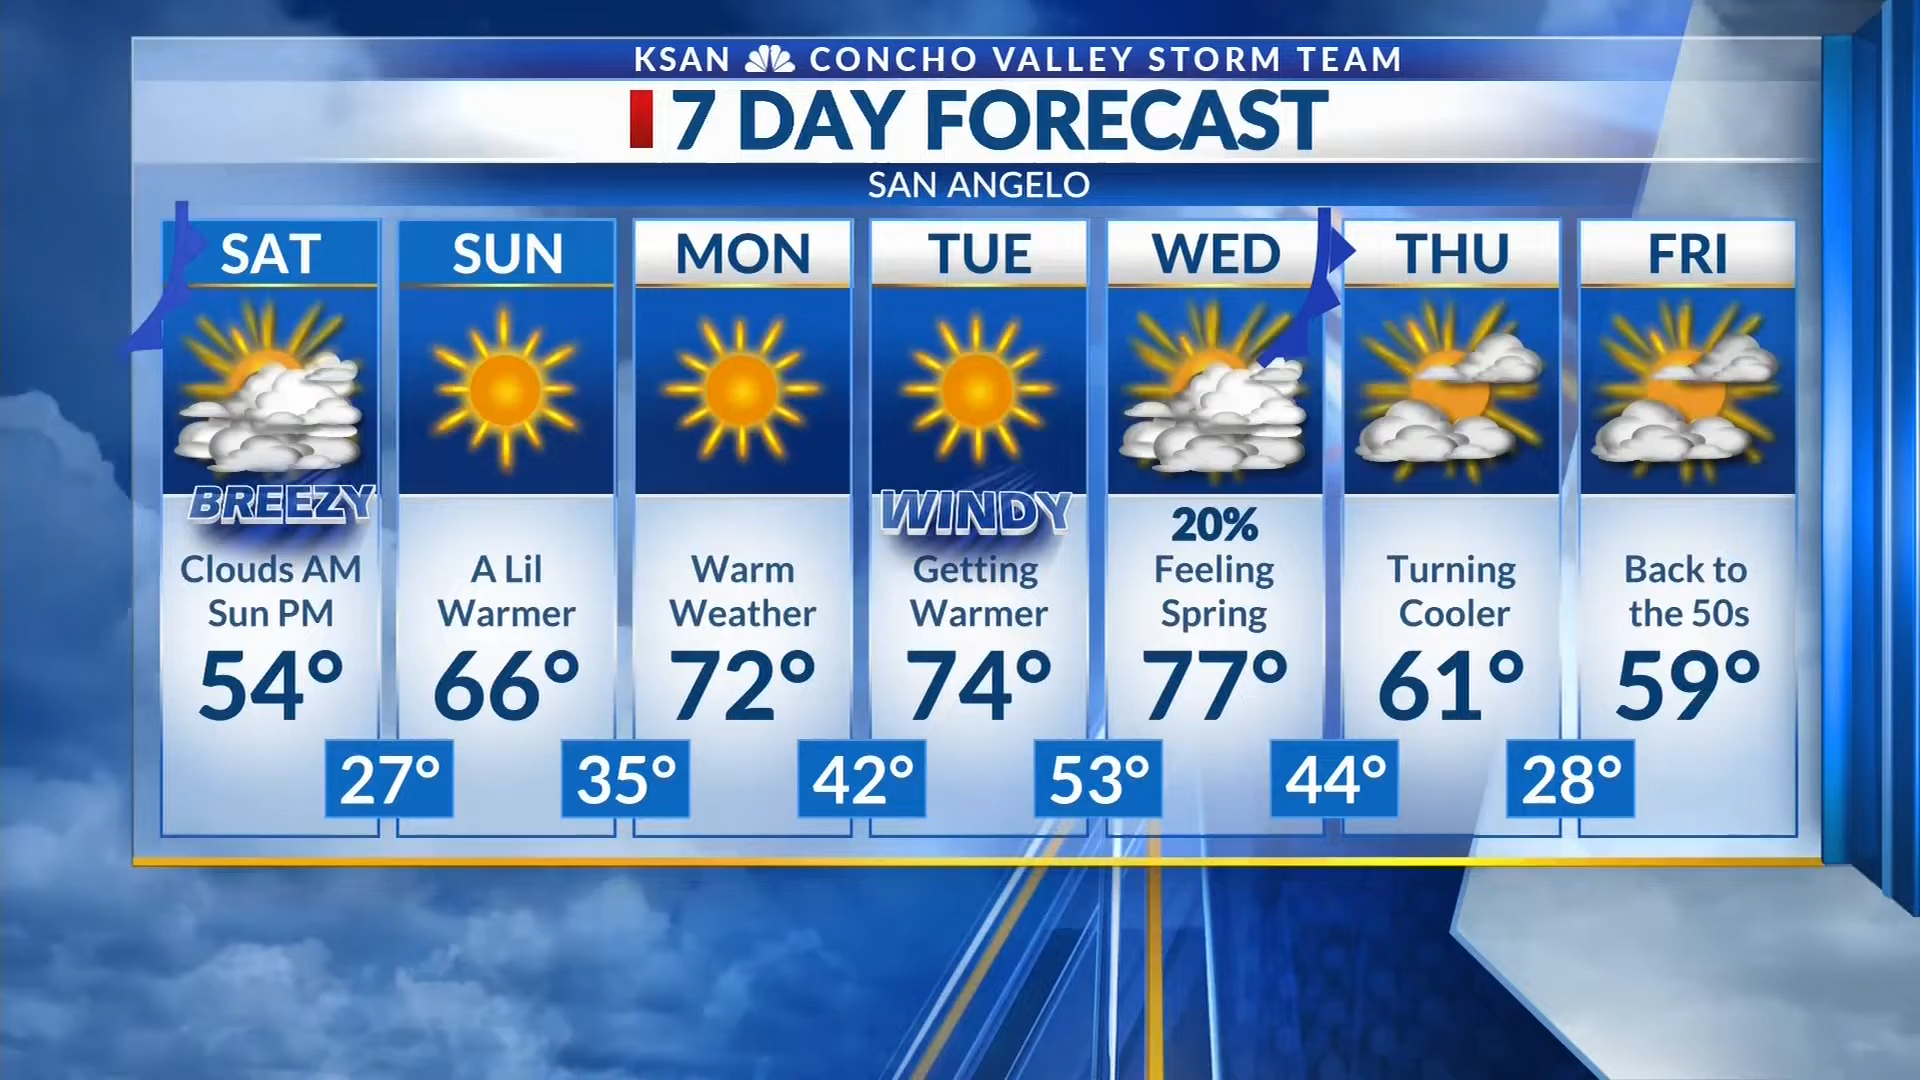 KSAN CONCHO VALLEY STORM TEAM
7 DAY FORECAST
SAN ANGELO
SAT
BREEZY
Clouds AM
Sun PM
54°
27°
SUN
A Lil
Warmer
66°
35°
MON
Warm
Weather
72°
42°
TUE
WINDY
Getting
Warmer
74°
53°
WED
20%
Feeling
Spring
77°
44°
THU
Turning
Cooler
61°
28°
FRI
Back to
the 50s
59°